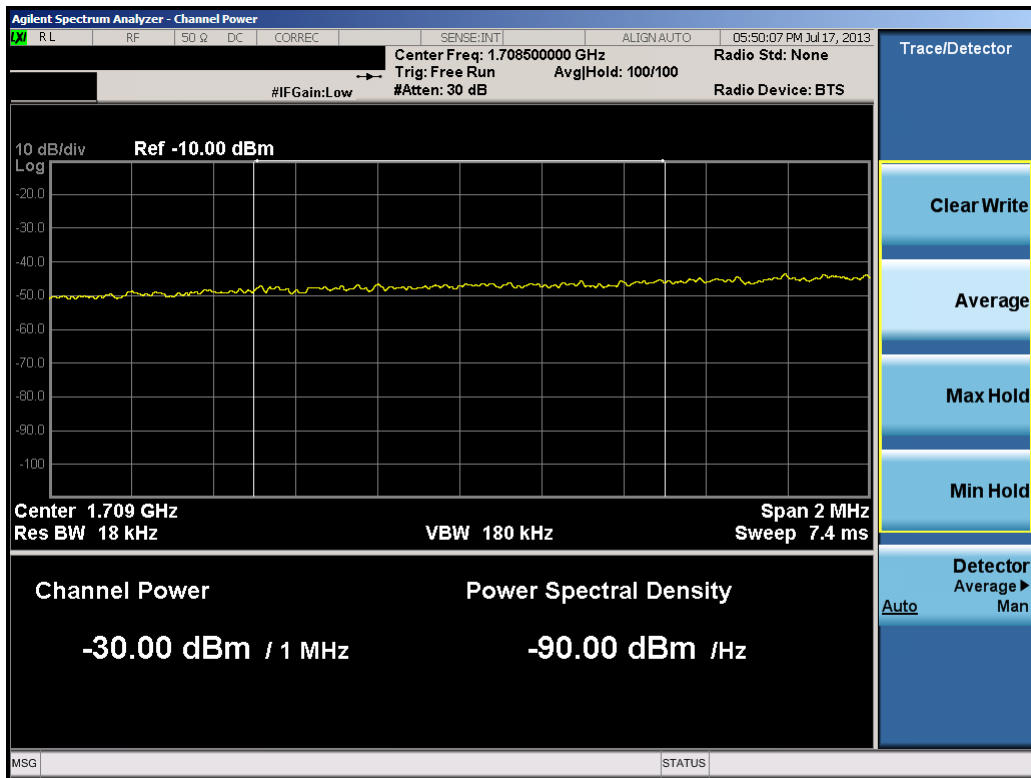 Agilent Spectrum Analyzer - Channel Power
LXI RL RF 50 Ω DC CORREC SENSE:INT ALIGN AUTO 05:50:07 PM Jul 17, 2013
Center Freq: 1.708500000 GHz Radio Std: None
Trig: Free Run Avg|Hold: 100/100
#IFGain:Low #Atten: 30 dB Radio Device: BTS
Trace/Detector
10 dB/div Ref -10.00 dBm
Log
-20.0
-30.0
-40.0
-50.0
-60.0
-70.0
-80.0
-90.0
-100
Center 1.709 GHz Span 2 MHz
Res BW 18 kHz VBW 180 kHz Sweep 7.4 ms
Channel Power Power Spectral Density
-30.00 dBm / 1 MHz -90.00 dBm /Hz
Clear Write
Average
Max Hold
Min Hold
Detector
Average▶
Auto Man
MSG STATUS